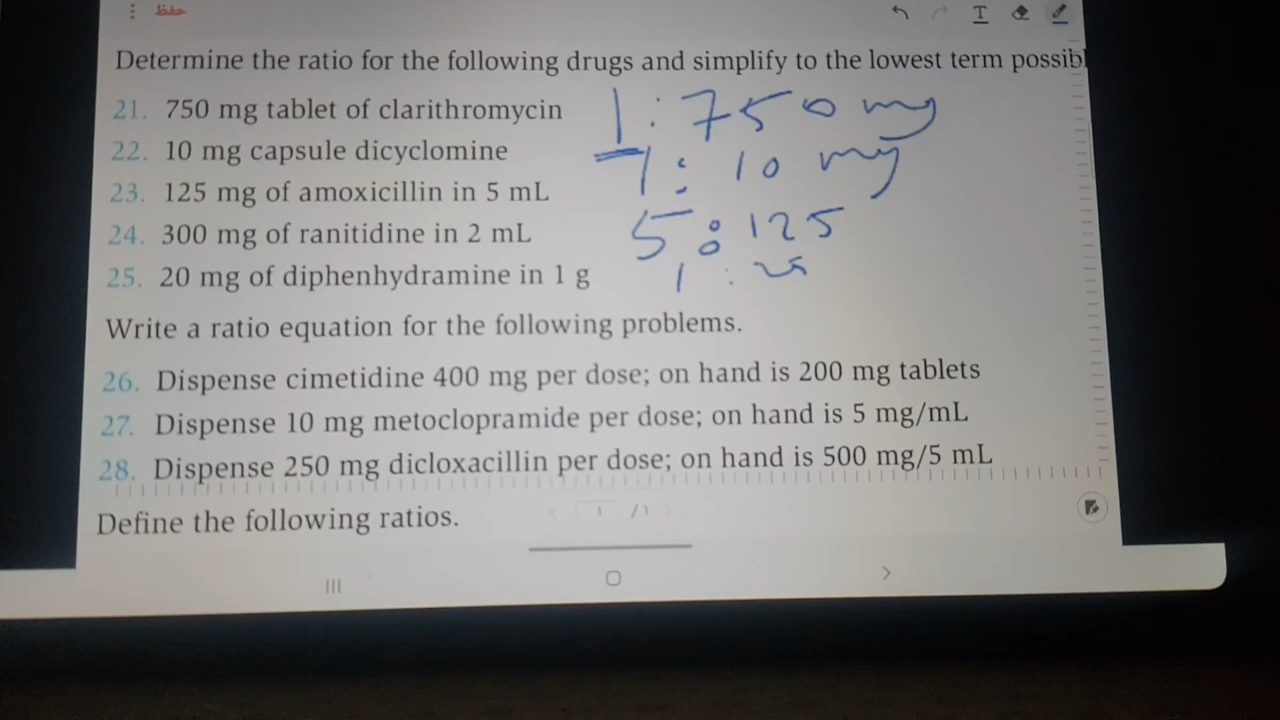 حفظ
T
Determine the ratio for the following drugs and simplify to the lowest term possibl
21. 750 mg tablet of clarithromycin 1 : 750 mg
22. 10 mg capsule dicyclomine 1 : 10 mg
23. 125 mg of amoxicillin in 5 mL
24. 300 mg of ranitidine in 2 mL 5 : 125
25. 20 mg of diphenhydramine in 1 g 1 : 25
Write a ratio equation for the following problems.
26. Dispense cimetidine 400 mg per dose; on hand is 200 mg tablets
27. Dispense 10 mg metoclopramide per dose; on hand is 5 mg/mL
28. Dispense 250 mg dicloxacillin per dose; on hand is 500 mg/5 mL
Define the following ratios.
1 /1